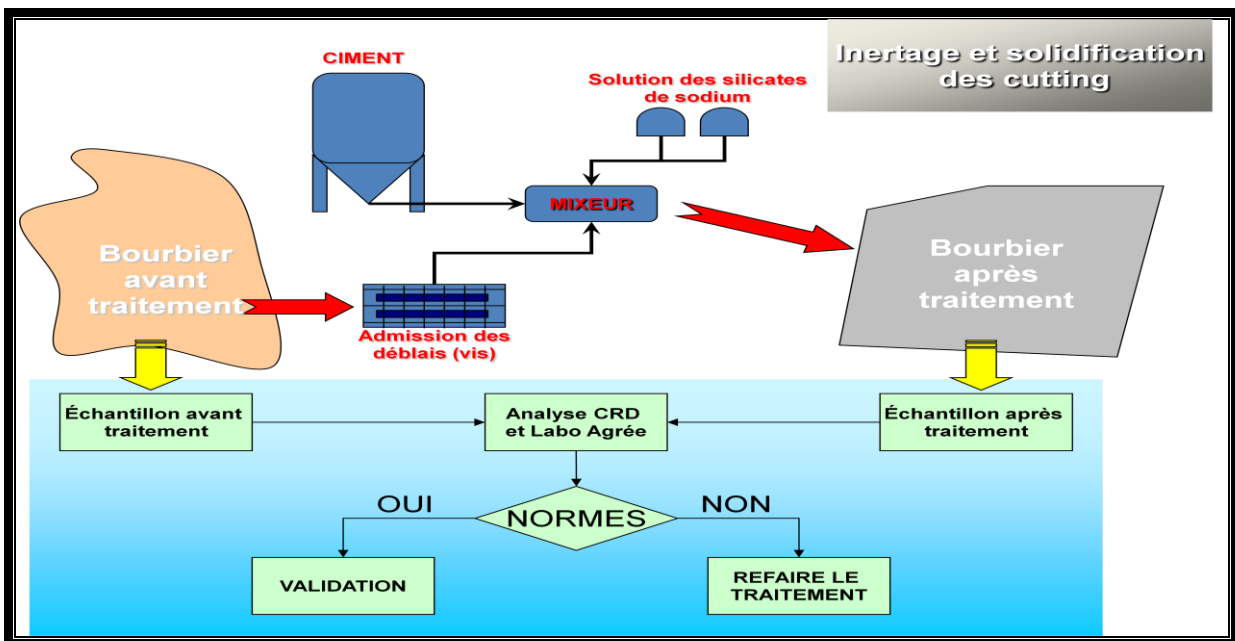 Inertage et solidification
des cutting
CIMENT
Solution des silicates
de sodium
MIXEUR
Bourbier
avant
traitement
Admission des
déblais (vis)
Bourbier
après
traitement
Échantillon avant
traitement
Analyse CRD
et Labo Agrée
Échantillon après
traitement
OUI
NORMES
NON
VALIDATION
REFAIRE LE
TRAITEMENT